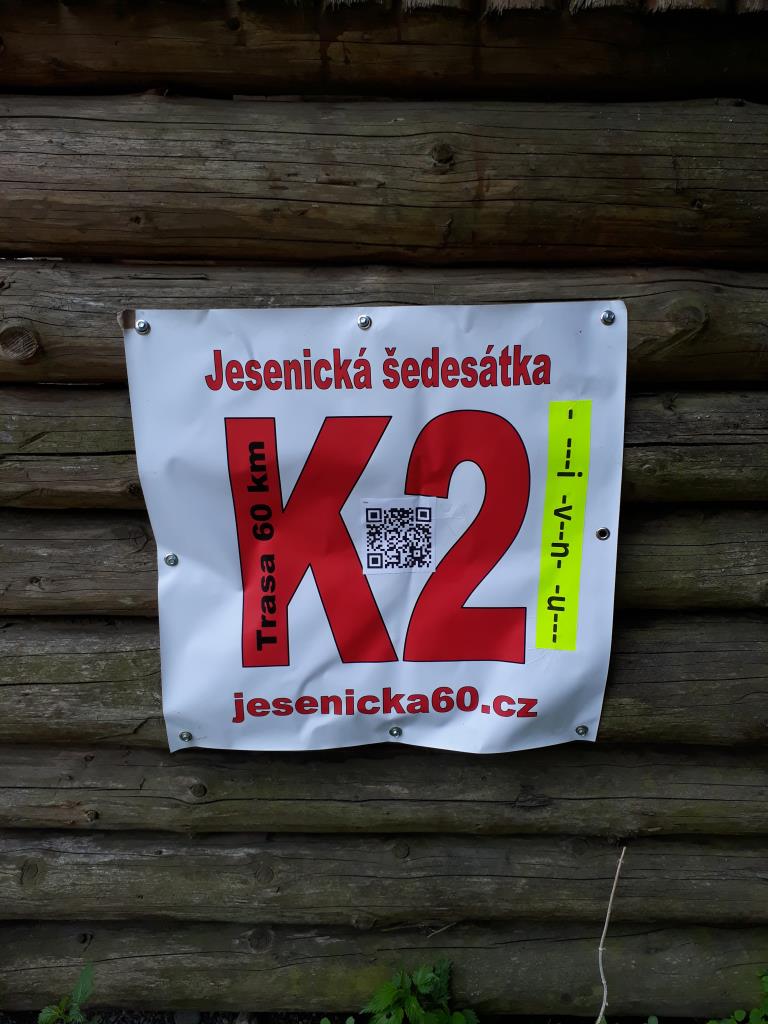 Jesenická šedesátka
K2
Trasa 60 km
- ---i -v--n- -u---
jesenicka60.cz